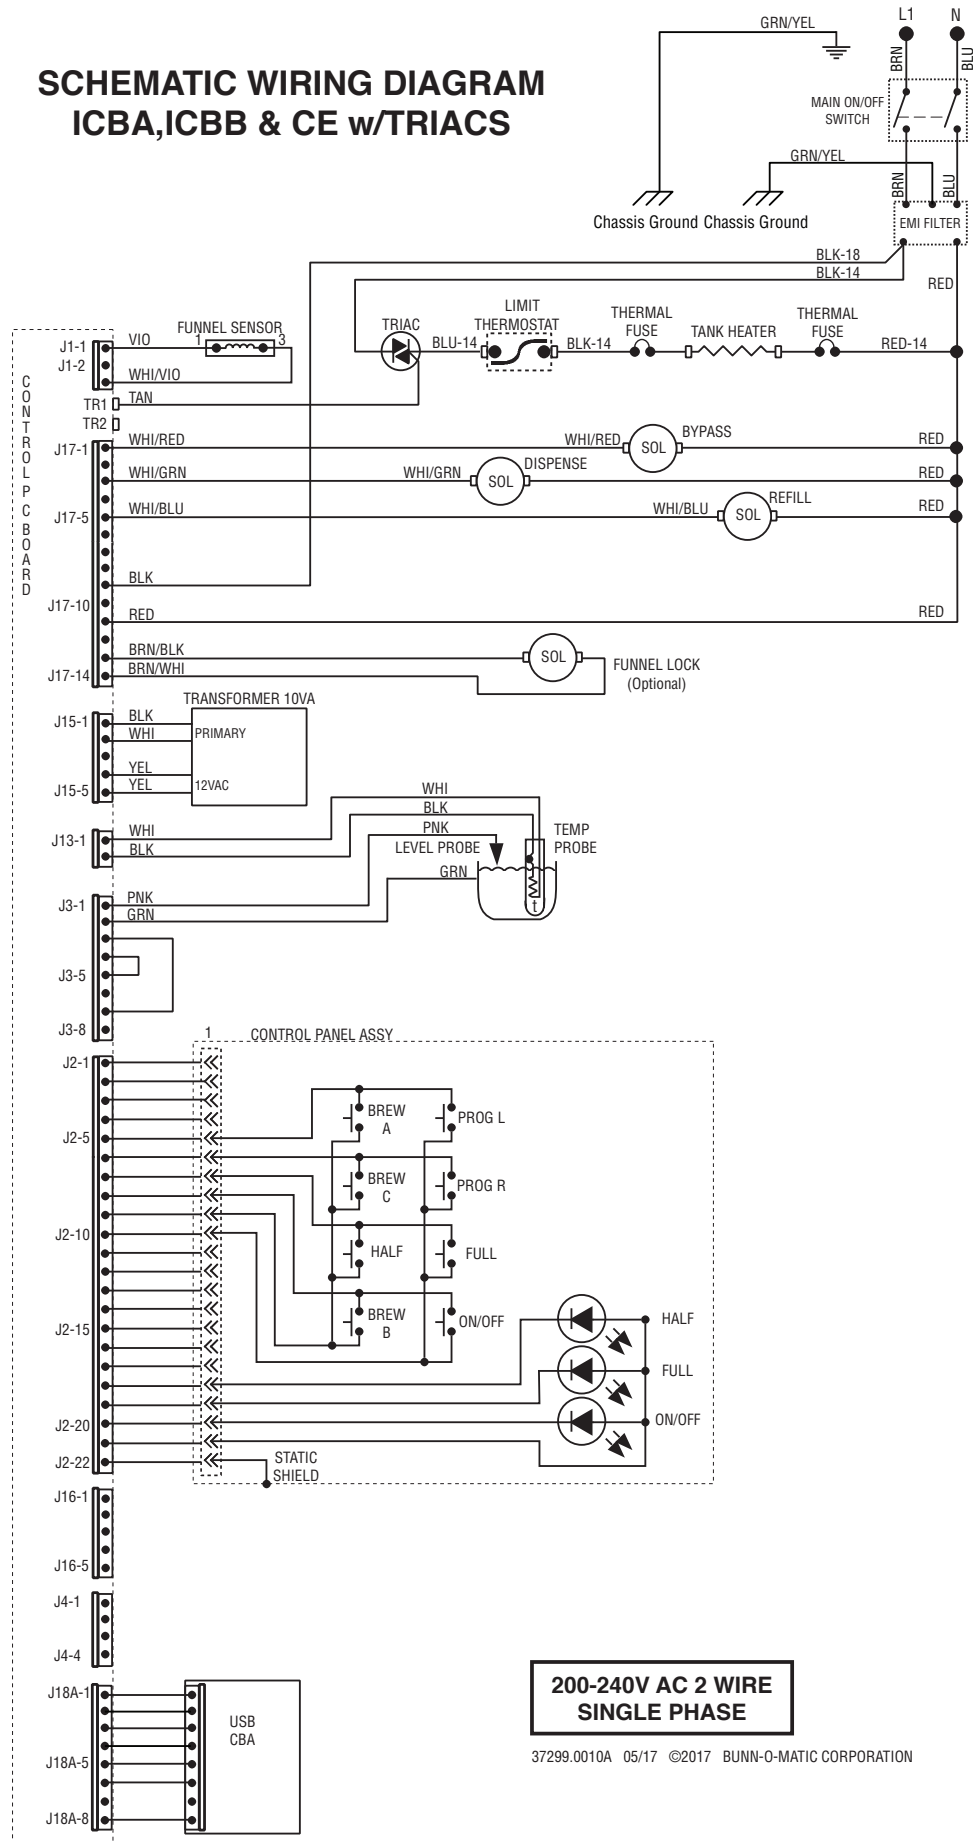 SCHEMATIC WIRING DIAGRAM
ICBA,ICBB & CE w/TRIACS
GRN/YEL
L1
N
BRN
BLU
MAIN ON/OFF
SWITCH
GRN/YEL
BRN
BLU
Chassis Ground
Chassis Ground
EMI FILTER
BLK-18
BLK-14
RED
CONTROL PC BOARD
J1-1
J1-2
VIO
FUNNEL SENSOR
1
3
WHI/VIO
TR1
TAN
TR2
TRIAC
BLU-14
LIMIT
THERMOSTAT
BLK-14
THERMAL
FUSE
TANK HEATER
THERMAL
FUSE
RED-14
J17-1
WHI/RED
WHI/RED
SOL
BYPASS
RED
WHI/GRN
WHI/GRN
SOL
DISPENSE
RED
J17-5
WHI/BLU
WHI/BLU
SOL
REFILL
RED
BLK
J17-10
RED
RED
BRN/BLK
SOL
FUNNEL LOCK
(Optional)
J17-14
BRN/WHI
TRANSFORMER 10VA
J15-1
BLK
WHI
PRIMARY
YEL
J15-5
YEL
12VAC
J13-1
WHI
BLK
WHI
BLK
PNK
LEVEL PROBE
GRN
TEMP
PROBE
t
J3-1
PNK
GRN
J3-5
J3-8
1
CONTROL PANEL ASSY
J2-1
J2-5
J2-10
J2-15
J2-20
J2-22
BREW
A
PROG L
BREW
C
PROG R
HALF
FULL
BREW
B
ON/OFF
HALF
FULL
ON/OFF
STATIC
SHIELD
J16-1
J16-5
J4-1
J4-4
J18A-1
J18A-5
J18A-8
USB
CBA
200-240V AC 2 WIRE
SINGLE PHASE
37299.0010A 05/17 ©2017 BUNN-O-MATIC CORPORATION